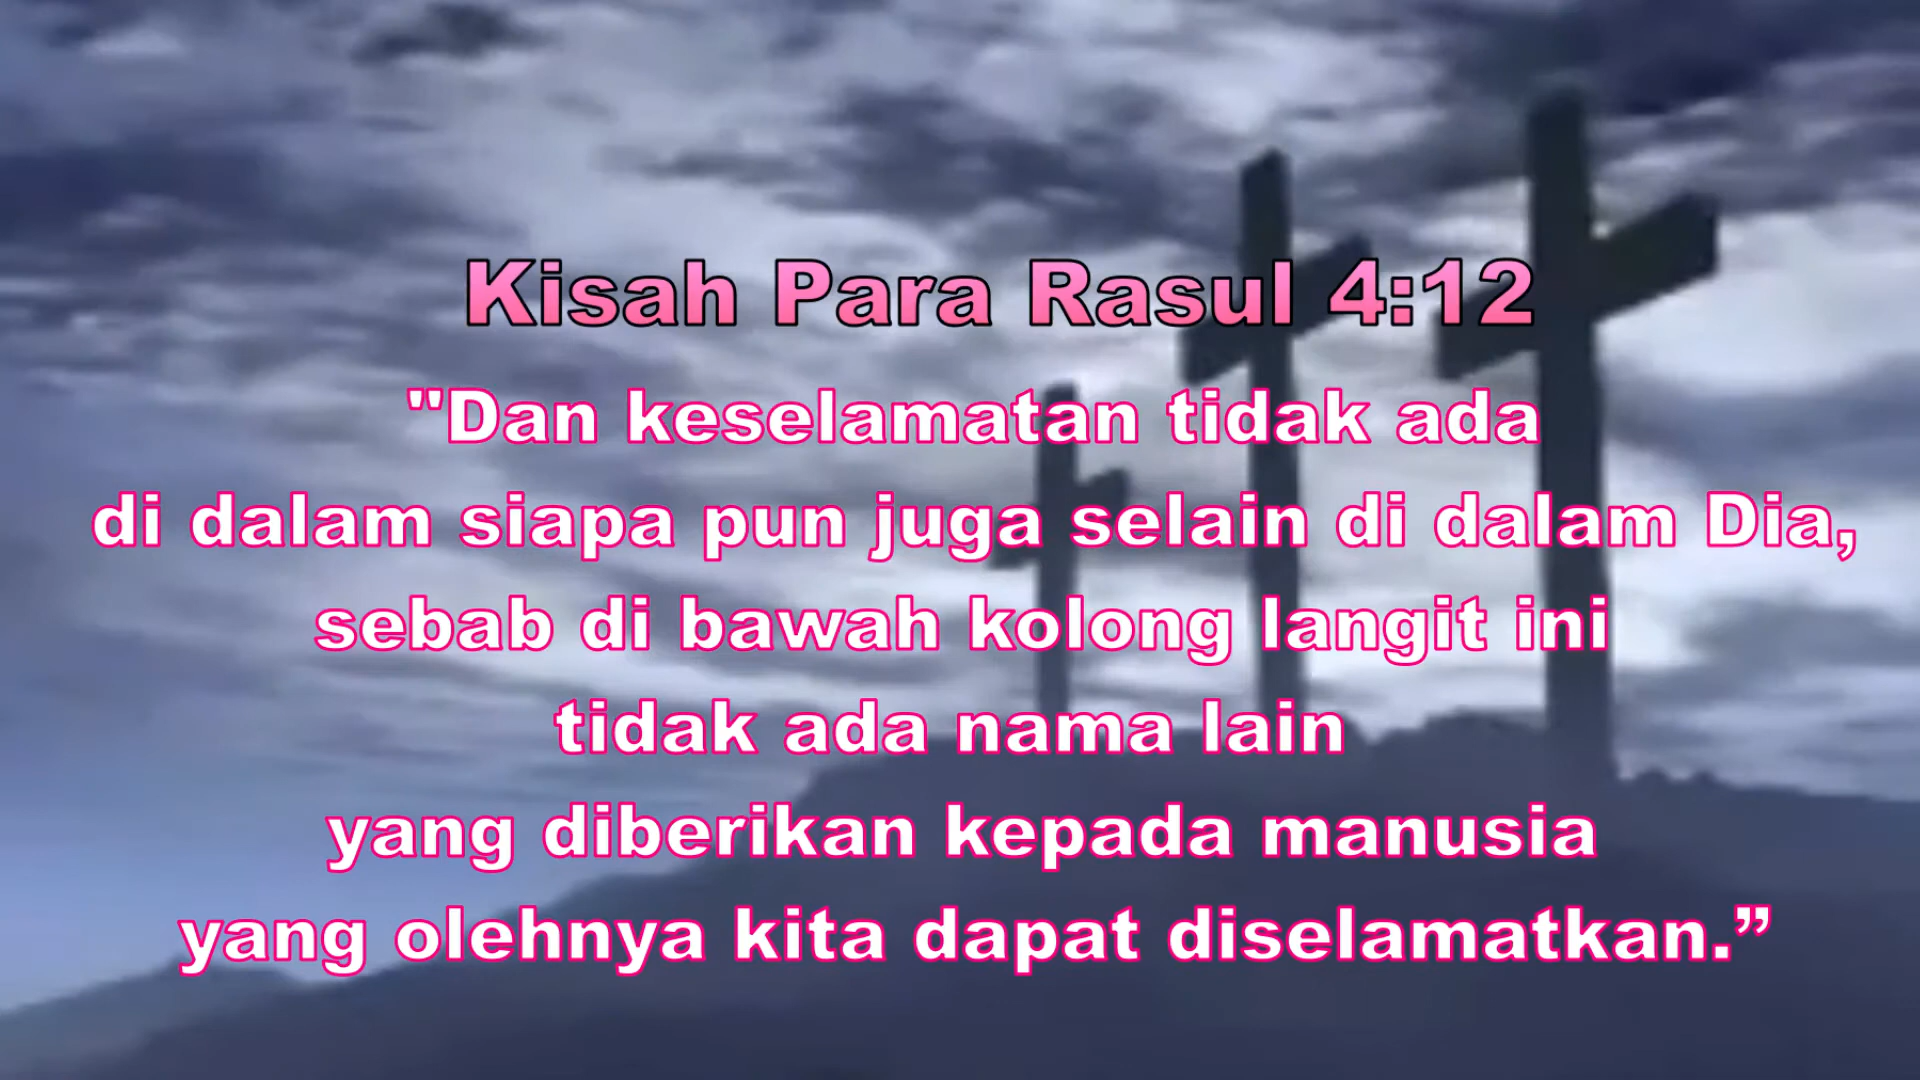 Kisah Para Rasul 4:12
"Dan keselamatan tidak ada
di dalam siapa pun juga selain di dalam Dia,
sebab di bawah kolong langit ini
tidak ada nama lain
yang diberikan kepada manusia
yang olehnya kita dapat diselamatkan.”